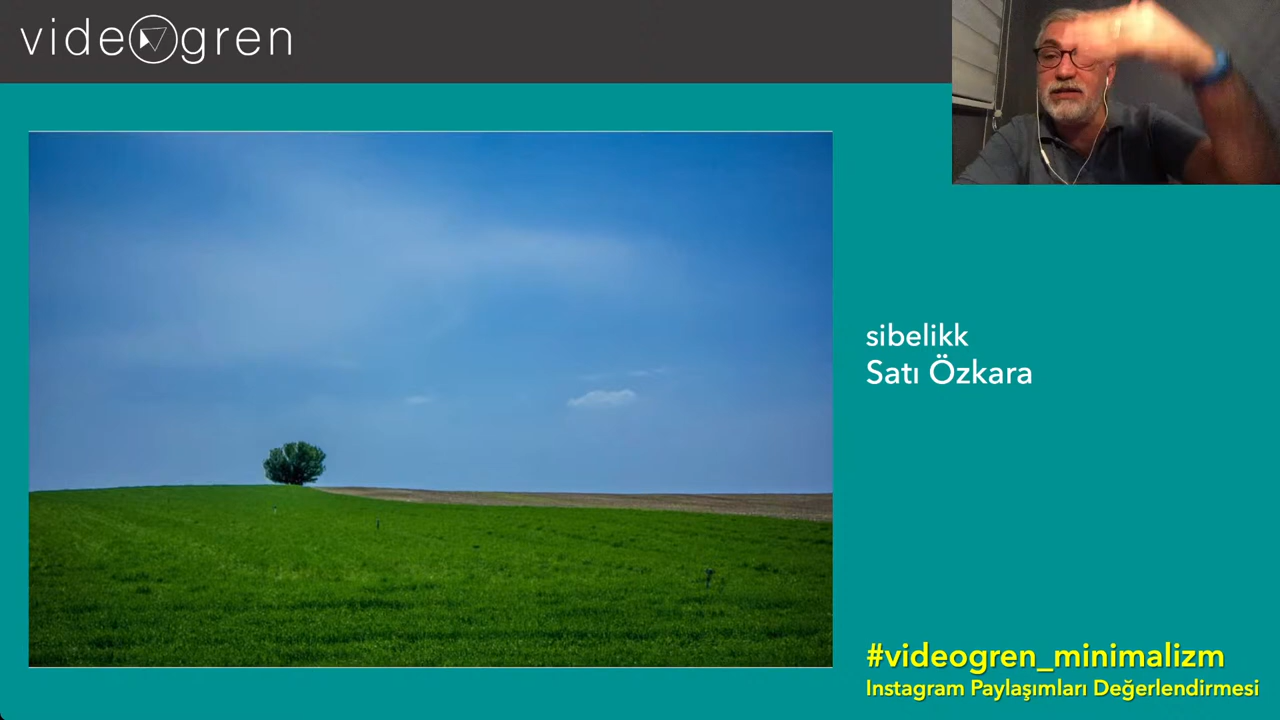 videOgren
sibelikk
Satı Özkara
#videogren_minimalizm
Instagram Paylaşımları Değerlendirmesi